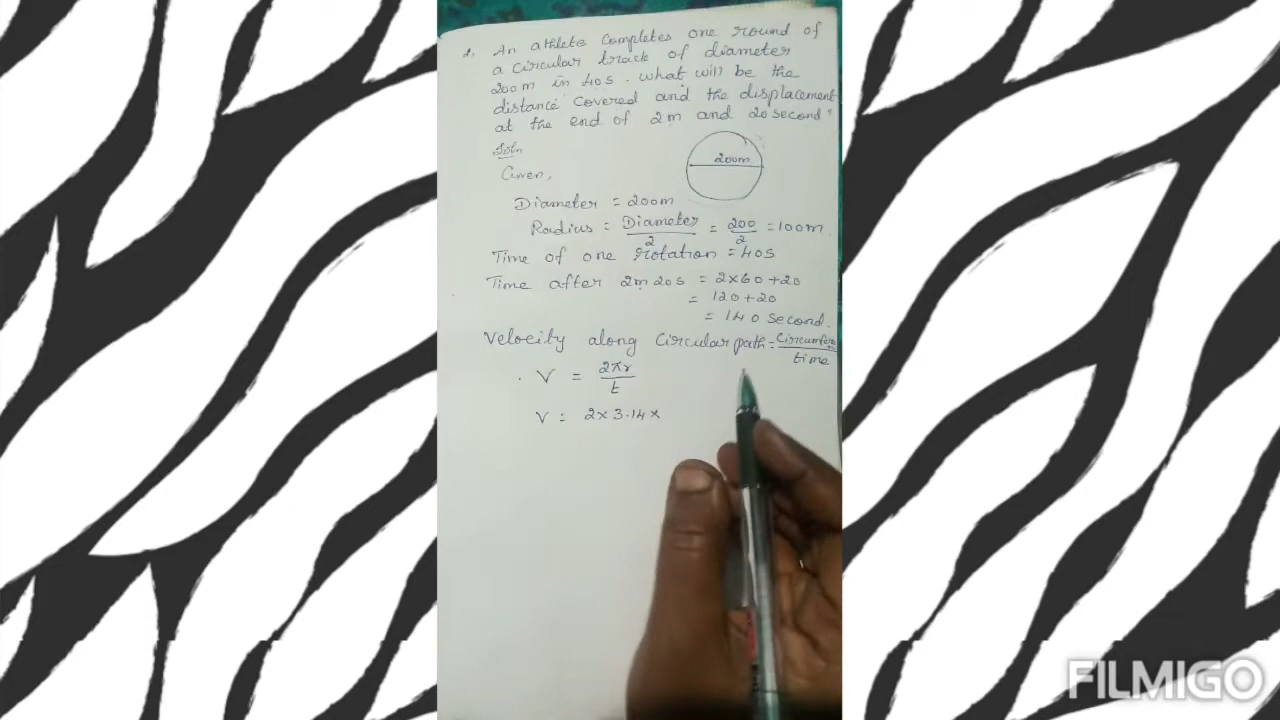 2. An athlete completes one round of
a circular track of diameter
200m in 40s. what will be the
distance covered and the displacement
at the end of 2m and 20 second?
Soln
200m
Given,
Diameter = 200m
Radius = Diameter/2 = 200/2 = 100m.
Time of one rotation = 40s
Time after 2m 20s = 2×60+20
= 120+20
= 140 second.
Velocity along circular path = Circumfere/time
V = 2πr/t
V = 2×3.14×
FILMIGO